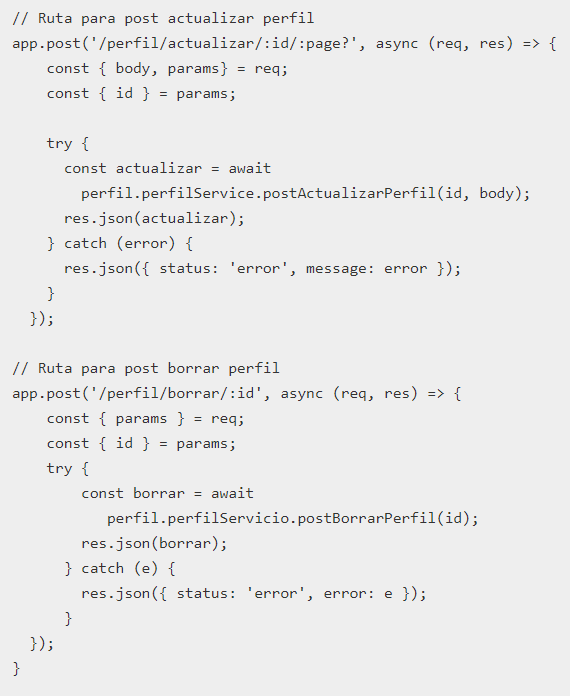 // Ruta para post actualizar perfil
app.post('/perfil/actualizar/:id/:page?', async (req, res) => {
    const { body, params} = req;
    const { id } = params;

    try {
      const actualizar = await
        perfil.perfilService.postActualizarPerfil(id, body);
      res.json(actualizar);
    } catch (error) {
      res.json({ status: 'error', message: error });
    }
  });

// Ruta para post borrar perfil
app.post('/perfil/borrar/:id', async (req, res) => {
    const { params } = req;
    const { id } = params;
    try {
        const borrar = await
           perfil.perfilServicio.postBorrarPerfil(id);
        res.json(borrar);
      } catch (e) {
        res.json({ status: 'error', error: e });
      }
  });
}